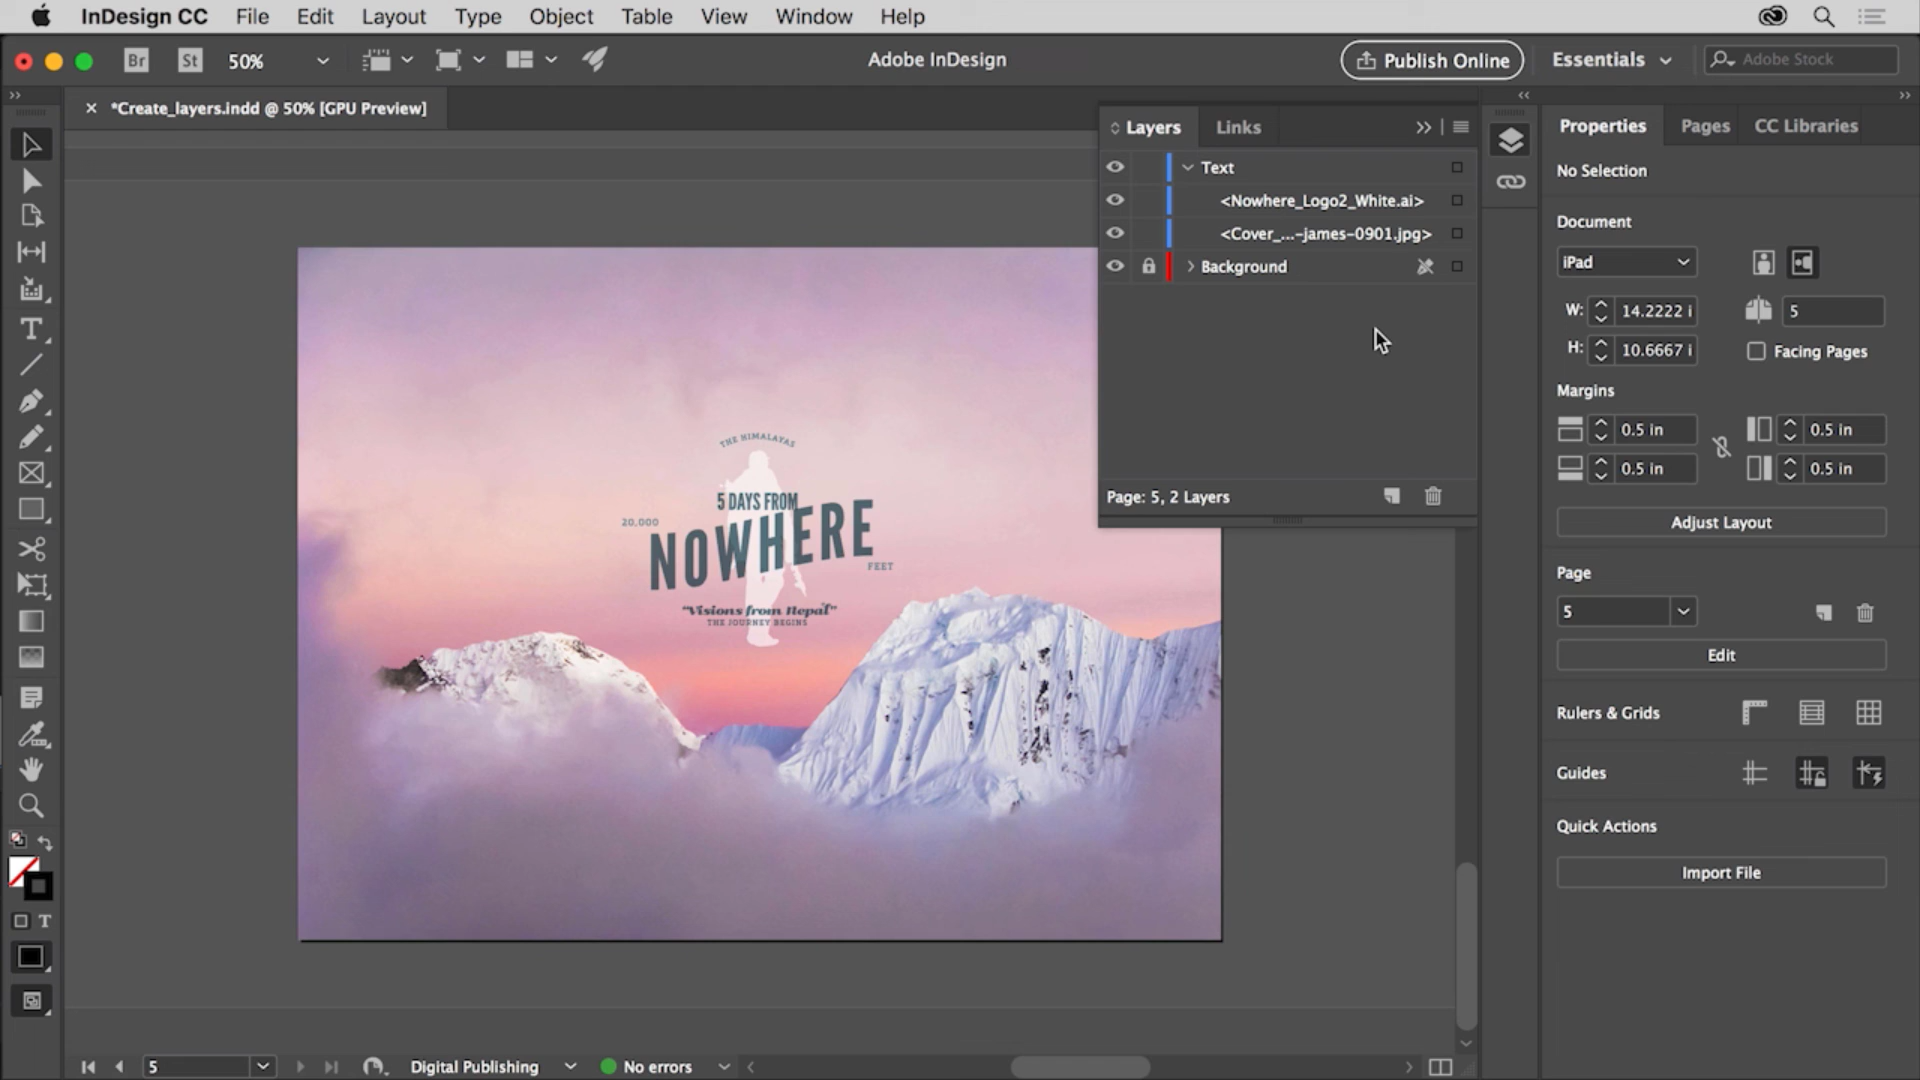 InDesign CC File Edit Layout Type Object Table View Window Help
Br St 50% Adobe InDesign Publish Online Essentials Adobe Stock
*Create_layers.indd @ 50% [GPU Preview]
Layers Links
Text
<Nowhere_Logo2_White.ai>
<Cover_...-james-0901.jpg>
Background
Page: 5, 2 Layers
Properties Pages CC Libraries
No Selection
Document
iPad
W: 14.2222 i 5
H: 10.6667 i Facing Pages
Margins
0.5 in 0.5 in
0.5 in 0.5 in
Adjust Layout
Page
5
Edit
Rulers & Grids
Guides
Quick Actions
Import File
THE HIMALAYAS
5 DAYS FROM
20,000
NOWHERE
FEET
"Visions from Nepal"
THE JOURNEY BEGINS
5 Digital Publishing No errors